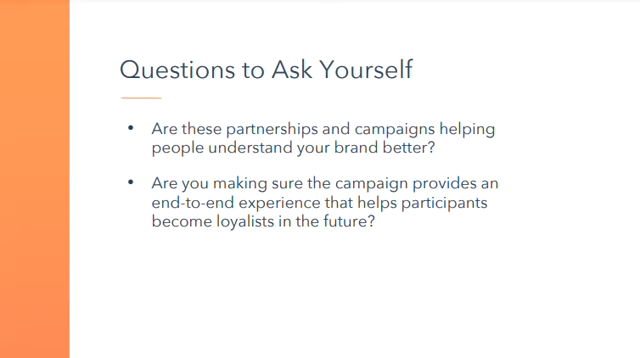 Questions to Ask Yourself
• Are these partnerships and campaigns helping
people understand your brand better?
• Are you making sure the campaign provides an
end-to-end experience that helps participants
become loyalists in the future?